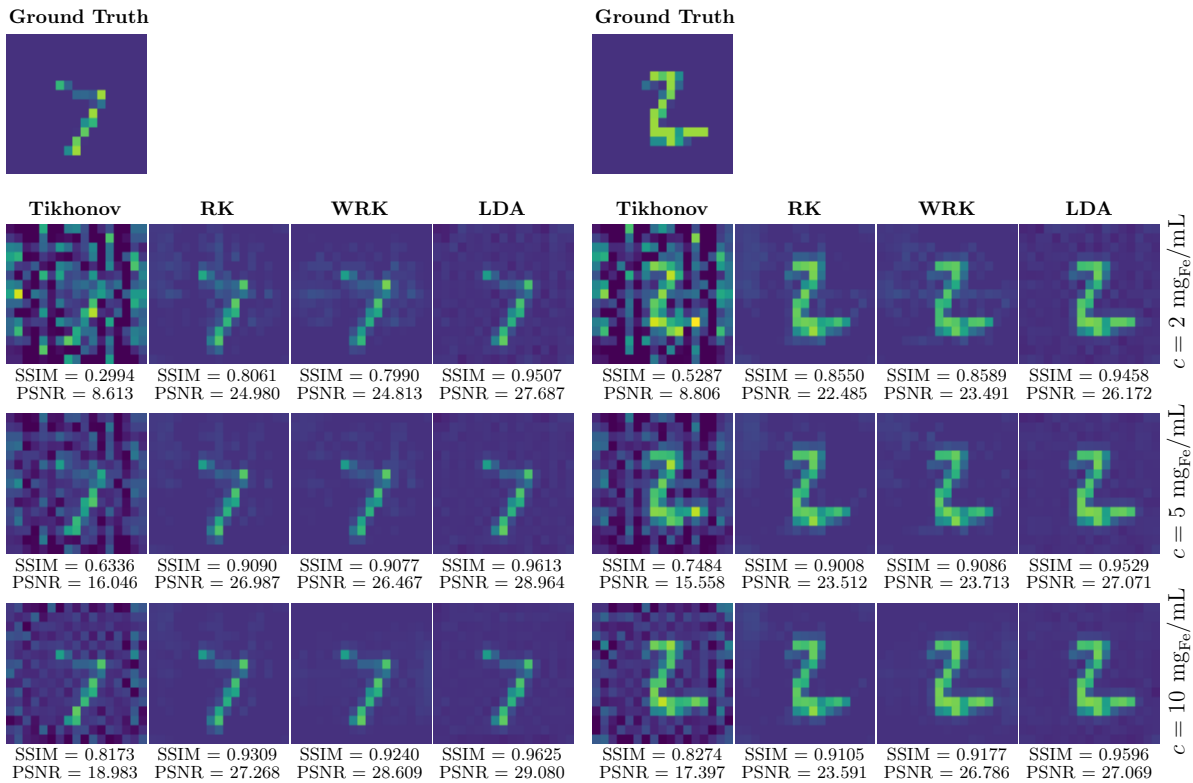 Ground Truth Ground Truth
Tikhonov RK WRK LDA Tikhonov RK WRK LDA
c = 2 mg_Fe/mL
SSIM = 0.2994 SSIM = 0.8061 SSIM = 0.7990 SSIM = 0.9507 SSIM = 0.5287 SSIM = 0.8550 SSIM = 0.8589 SSIM = 0.9458
PSNR = 8.613 PSNR = 24.980 PSNR = 24.813 PSNR = 27.687 PSNR = 8.806 PSNR = 22.485 PSNR = 23.491 PSNR = 26.172
c = 5 mg_Fe/mL
SSIM = 0.6336 SSIM = 0.9090 SSIM = 0.9077 SSIM = 0.9613 SSIM = 0.7484 SSIM = 0.9008 SSIM = 0.9086 SSIM = 0.9529
PSNR = 16.046 PSNR = 26.987 PSNR = 26.467 PSNR = 28.964 PSNR = 15.558 PSNR = 23.512 PSNR = 23.713 PSNR = 27.071
c = 10 mg_Fe/mL
SSIM = 0.8173 SSIM = 0.9309 SSIM = 0.9240 SSIM = 0.9625 SSIM = 0.8274 SSIM = 0.9105 SSIM = 0.9177 SSIM = 0.9596
PSNR = 18.983 PSNR = 27.268 PSNR = 28.609 PSNR = 29.080 PSNR = 17.397 PSNR = 23.591 PSNR = 26.786 PSNR = 27.069